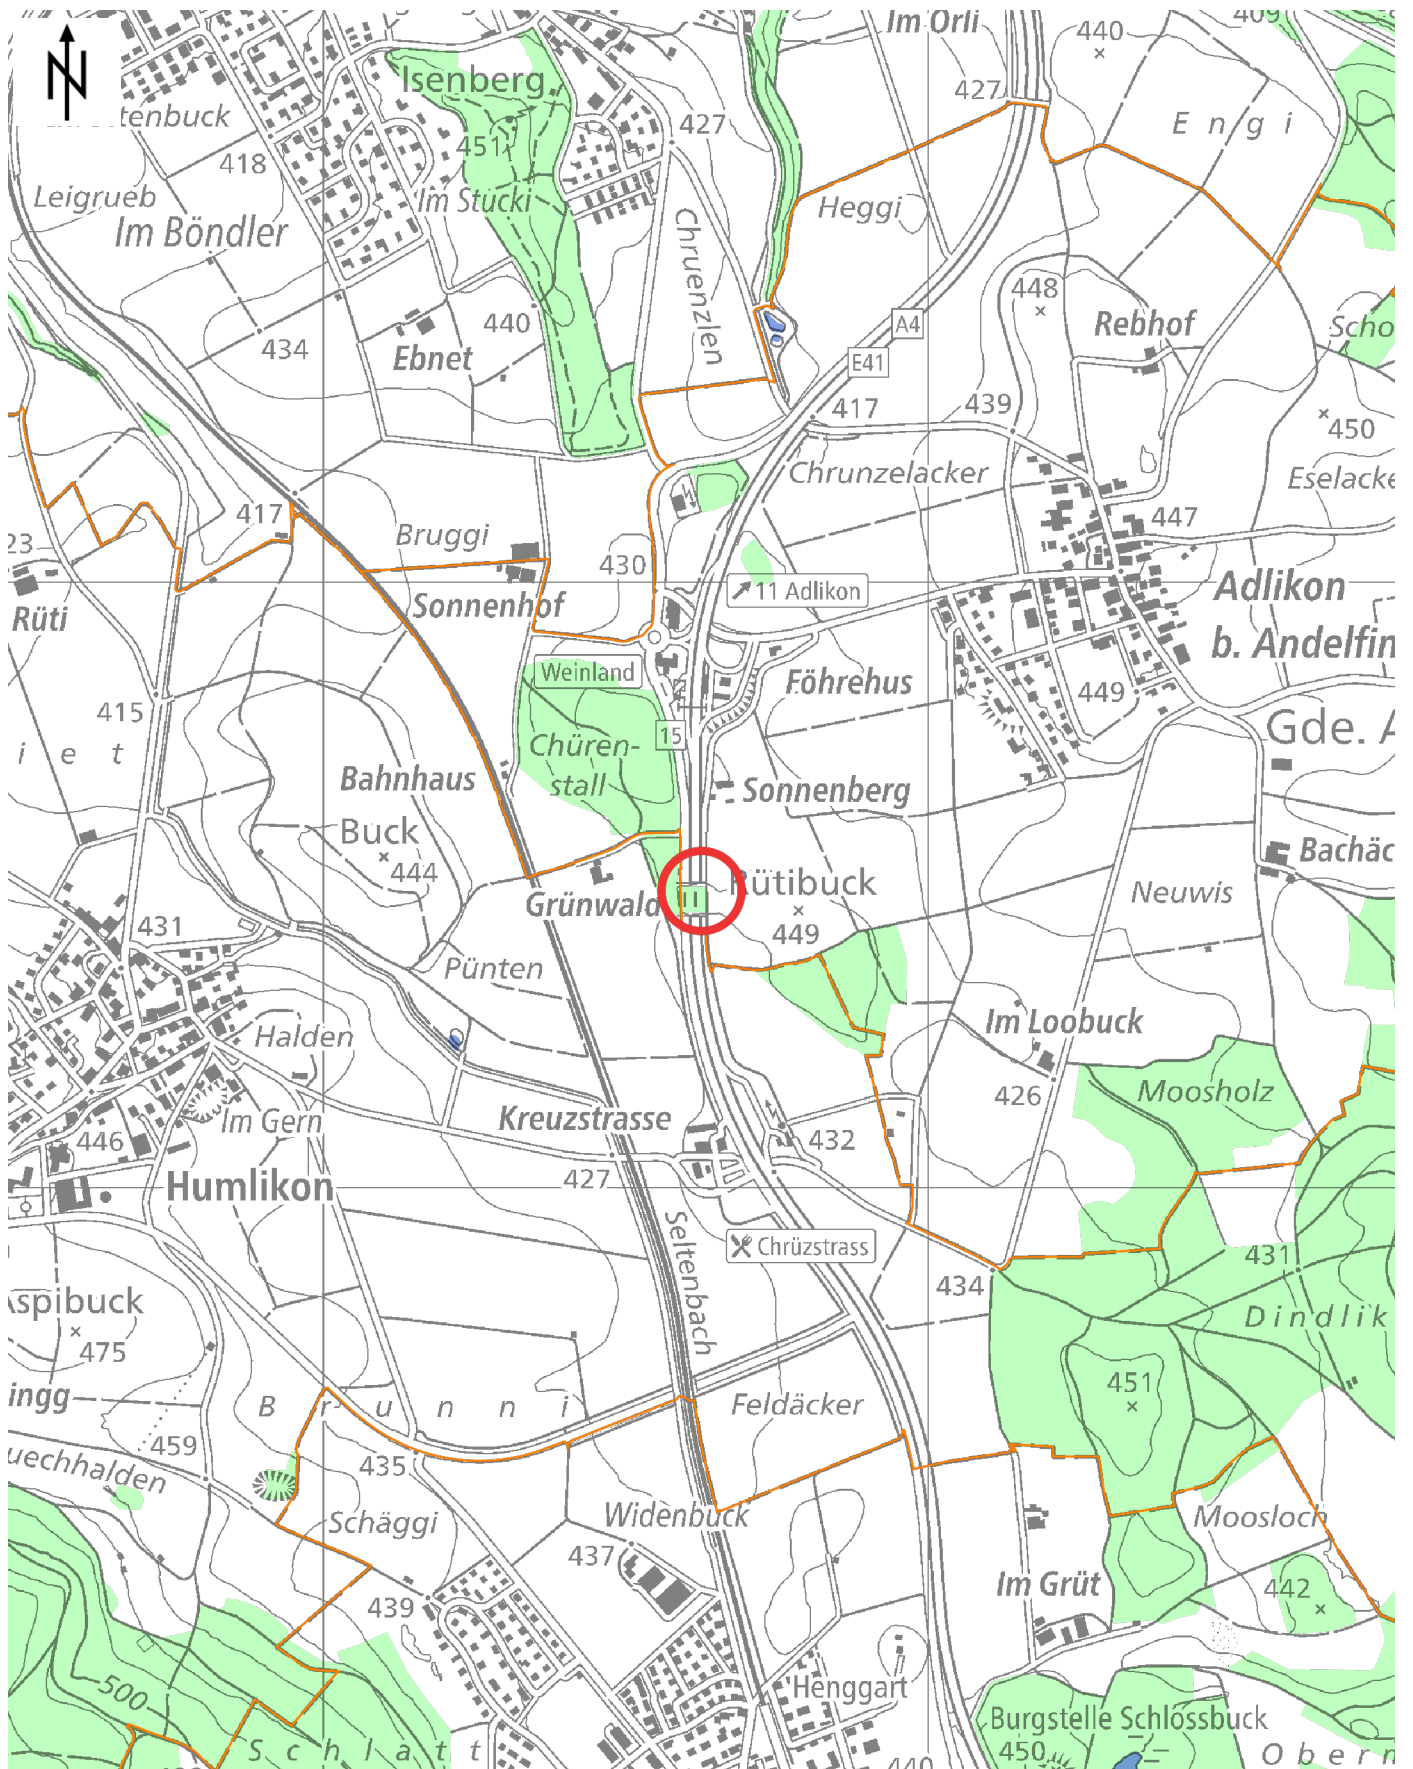 N
Im Orli
440
409
Isenberg
427
427
tenbuck
E n g i
418
451
Leigrueb
Im Stucki
Heggi
Im Böndler
Chruenzlen
448
440
A4
Rebhof
Scho
434
Ebnet
E41
417
439
450
Chrunzelacker
Eselacke
417
447
Bruggi
23
430
11 Adlikon
Adlikon
Rüti
Sonnenhof
b. Andelfin
Weinland
Föhrehus
449
415
15
Gde. A
i e t
Chüren-
stall
Bahnhaus
Sonnenberg
Buck
Bachäc
444
Rütibuck
Neuwis
Grünwald
431
449
Pünten
Im Loobuck
Halden
426
Moosholz
Im Gern
Kreuzstrasse
432
446
427
Humlikon
Seltenbach
Chrüzstrass
431
434
spibuck
Dindlik
475
451
ingg
B r u n n i
Feldäcker
459
435
uechhalden
Schäggi
Widenbuck
Moosloch
437
Im Grüt
442
439
500
Henggart
Burgstelle Schlossbuck
S c h l a t t
450
Ober
440